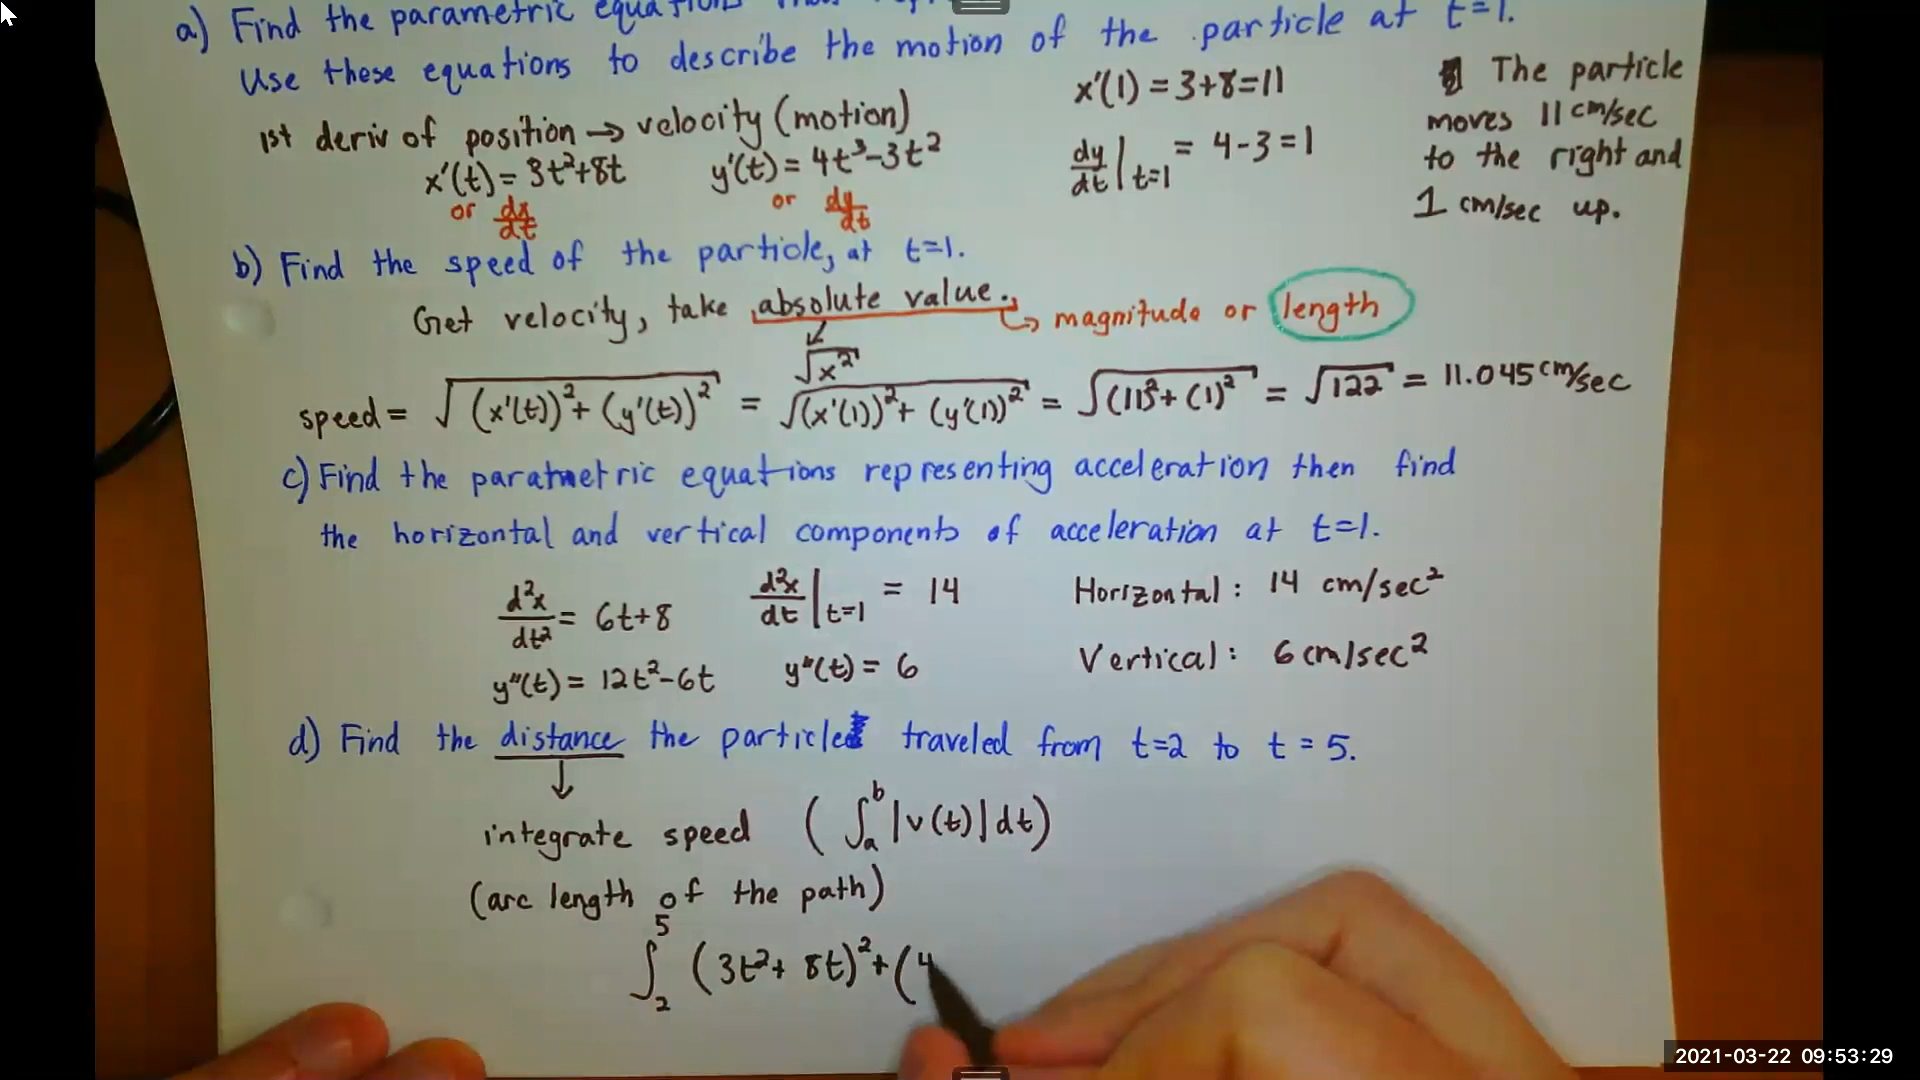 a) Find the parametric equations
at t=1.
Use these equations to describe the motion of the particle
1st deriv of position → velocity (motion)
x'(t) = 3t²+8t
y'(t) = 4t³-3t²
or dx/dt
or dy/dt
x'(1) = 3+8=11
dy/dt |t=1 = 4-3=1
The particle
moves 11 cm/sec
to the right and
1 cm/sec up.
b) Find the speed of the particle, at t=1.
Get velocity, take absolute value. ↳ magnitude or length
√x²
speed = √(x'(t))²+(y'(t))² = √(x'(1))²+(y'(1))² = √(11)²+(1)² = √122 = 11.045 cm/sec
c) Find the parametric equations representing acceleration then find
the horizontal and vertical components of acceleration at t=1.
d²x/dt² = 6t+8
d²x/dt |t=1 = 14
Horizontal: 14 cm/sec²
y"(t) = 12t²-6t
y"(t) = 6
Vertical: 6 cm/sec²
d) Find the distance the particle traveled from t=2 to t=5.
↓
integrate speed (∫ₐᵇ |v(t)|dt)
(arc length of the path)
∫₂⁵ (3t²+8t)²+(4
2021-03-22 09:53:29